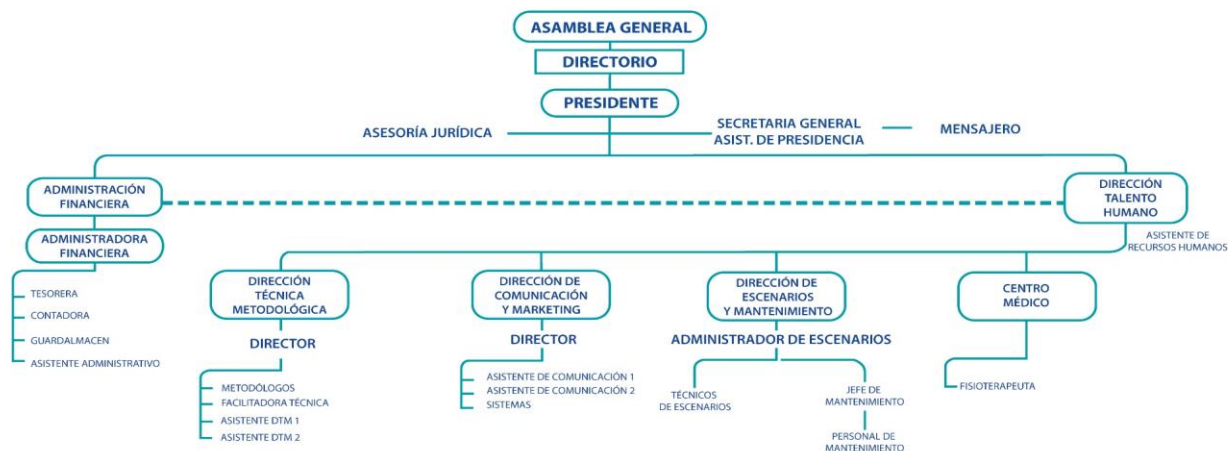 ASAMBLEA GENERAL
DIRECTORIO
PRESIDENTE
ASESORÍA JURÍDICA
SECRETARIA GENERAL
ASIST. DE PRESIDENCIA
MENSAJERO
ADMINISTRACIÓN
FINANCIERA
DIRECCIÓN
TALENTO
HUMANO
ADMINISTRADORA
FINANCIERA
ASISTENTE DE
RECURSOS HUMANOS
TESORERA
CONTADORA
GUARDALMACEN
ASISTENTE ADMINISTRATIVO
DIRECCIÓN
TÉCNICA
METODOLÓGICA
DIRECTOR
METODÓLOGOS
FACILITADORA TÉCNICA
ASISTENTE DTM 1
ASISTENTE DTM 2
DIRECCIÓN DE
COMUNICACIÓN
Y MARKETING
DIRECTOR
ASISTENTE DE COMUNICACIÓN 1
ASISTENTE DE COMUNICACIÓN 2
SISTEMAS
DIRECCIÓN DE
ESCENARIOS
Y MANTENIMIENTO
ADMINISTRADOR DE ESCENARIOS
TÉCNICOS
DE ESCENARIOS
JEFE DE
MANTENIMIENTO
PERSONAL DE
MANTENIMIENTO
CENTRO
MÉDICO
FISIOTERAPEUTA